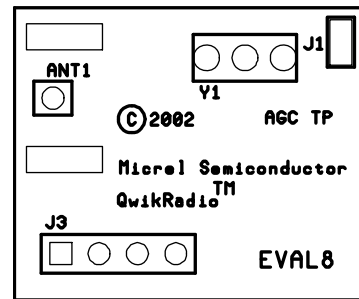 J1
ANT1
Y1
©2002 AGC TP
Micrel Semiconductor
QwikRadio™
J3
EVAL8